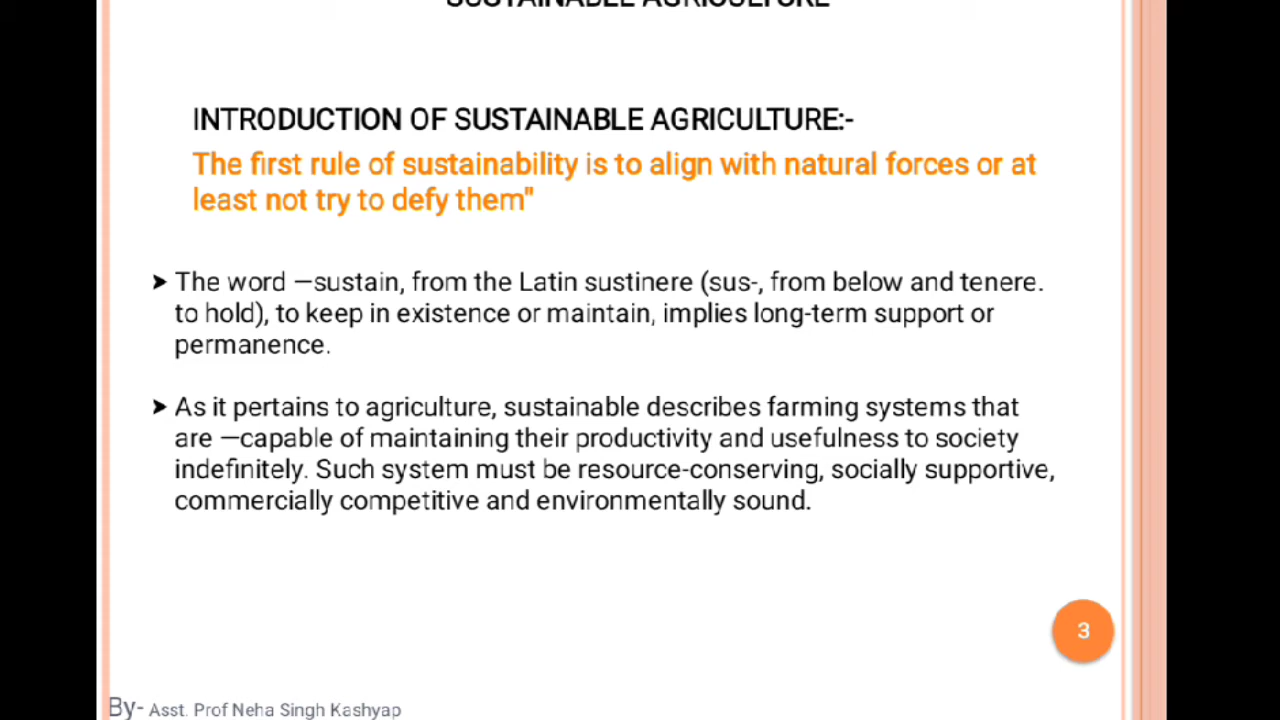 SUSTAINABLE AGRICULTURE
INTRODUCTION OF SUSTAINABLE AGRICULTURE:-
The first rule of sustainability is to align with natural forces or at
least not try to defy them"
➤ The word —sustain, from the Latin sustinere (sus-, from below and tenere.
to hold), to keep in existence or maintain, implies long-term support or
permanence.
➤ As it pertains to agriculture, sustainable describes farming systems that
are —capable of maintaining their productivity and usefulness to society
indefinitely. Such system must be resource-conserving, socially supportive,
commercially competitive and environmentally sound.
3
By- Asst. Prof Neha Singh Kashyap